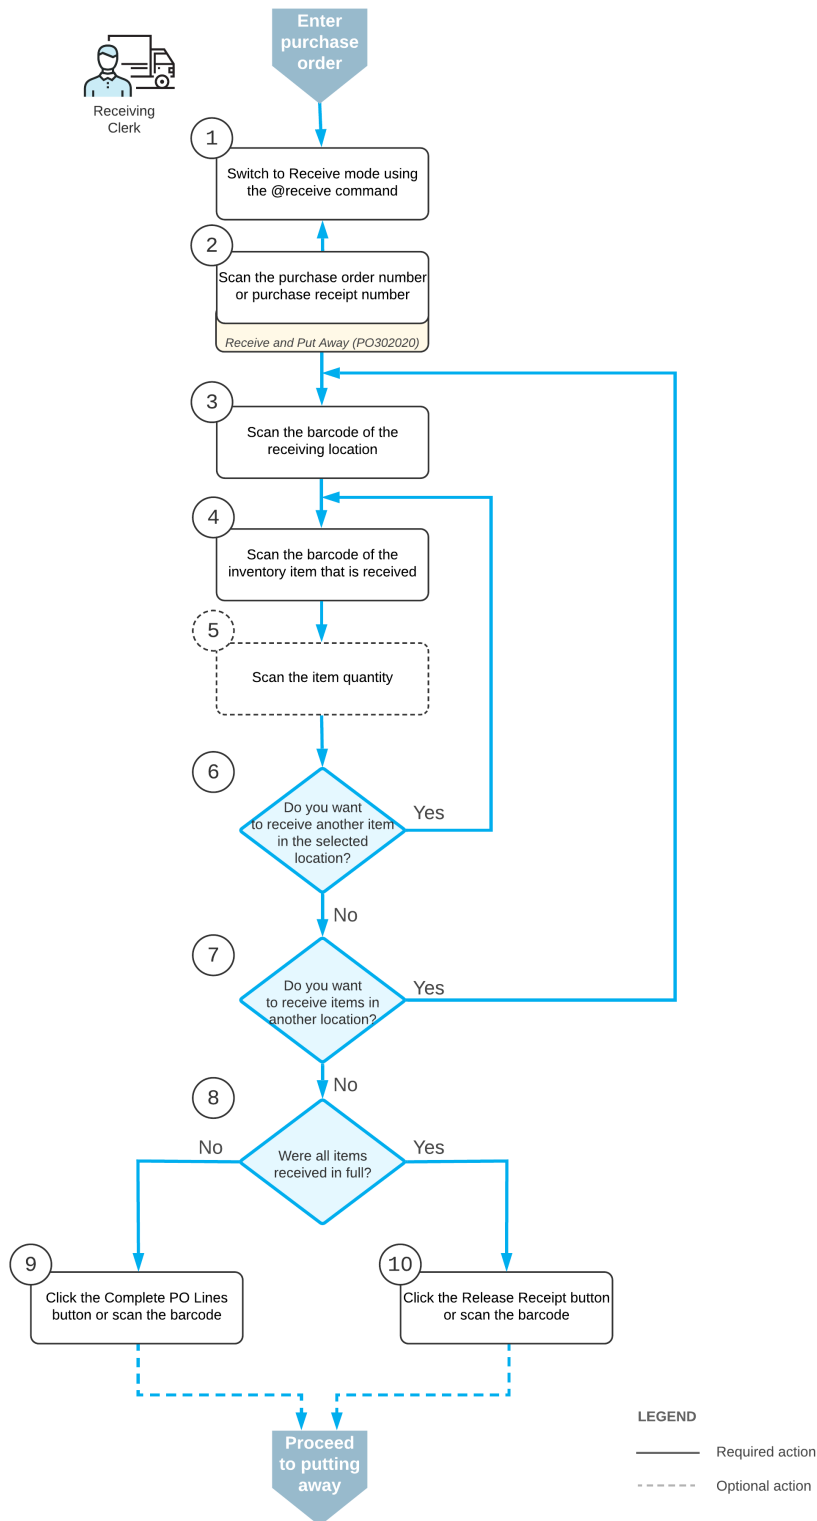 Enter
purchase
order
Receiving
Clerk
1
Switch to Receive mode using
the @receive command
2
Scan the purchase order number
or purchase receipt number
Receive and Put Away (PO302020)
3
Scan the barcode of the
receiving location
4
Scan the barcode of the
inventory item that is received
5
Scan the item quantity
6
Do you want
to receive another item
in the selected
location?
Yes
No
7
Do you want
to receive items in
another location?
Yes
No
8
Were all items
received in full?
No
Yes
9
Click the Complete PO Lines
button or scan the barcode
10
Click the Release Receipt button
or scan the barcode
Proceed
to putting
away
LEGEND
Required action
Optional action